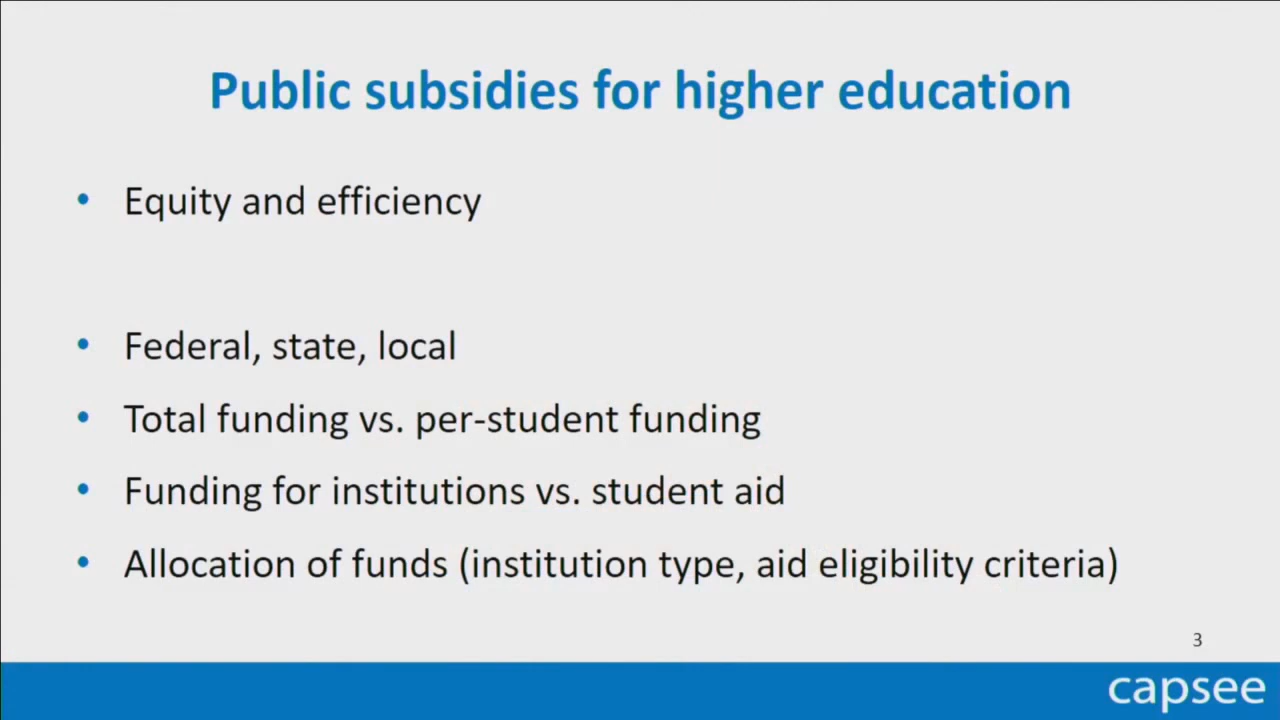 Public subsidies for higher education
• Equity and efficiency
• Federal, state, local
• Total funding vs. per-student funding
• Funding for institutions vs. student aid
• Allocation of funds (institution type, aid eligibility criteria)
3
capsee